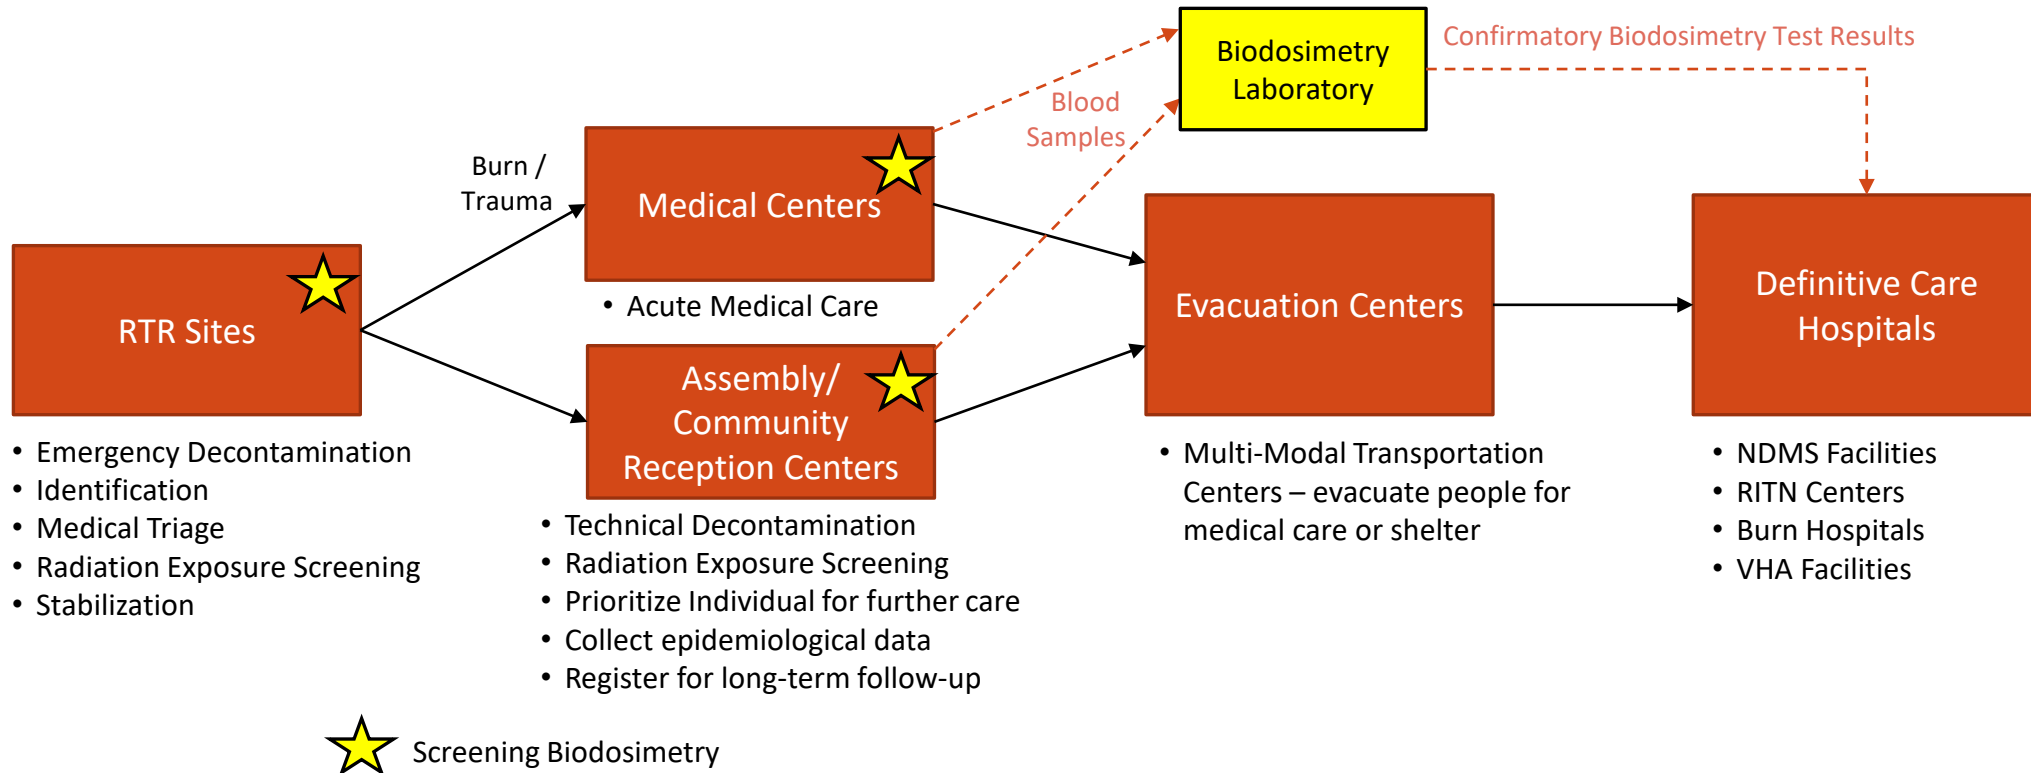 Biodosimetry
Laboratory
Confirmatory Biodosimetry Test Results
Blood
Samples
Burn /
Trauma
Medical Centers
• Acute Medical Care
RTR Sites
• Emergency Decontamination
• Identification
• Medical Triage
• Radiation Exposure Screening
• Stabilization
Assembly/
Community
Reception Centers
• Technical Decontamination
• Radiation Exposure Screening
• Prioritize Individual for further care
• Collect epidemiological data
• Register for long-term follow-up
Evacuation Centers
• Multi-Modal Transportation
Centers – evacuate people for
medical care or shelter
Definitive Care
Hospitals
• NDMS Facilities
• RITN Centers
• Burn Hospitals
• VHA Facilities
Screening Biodosimetry